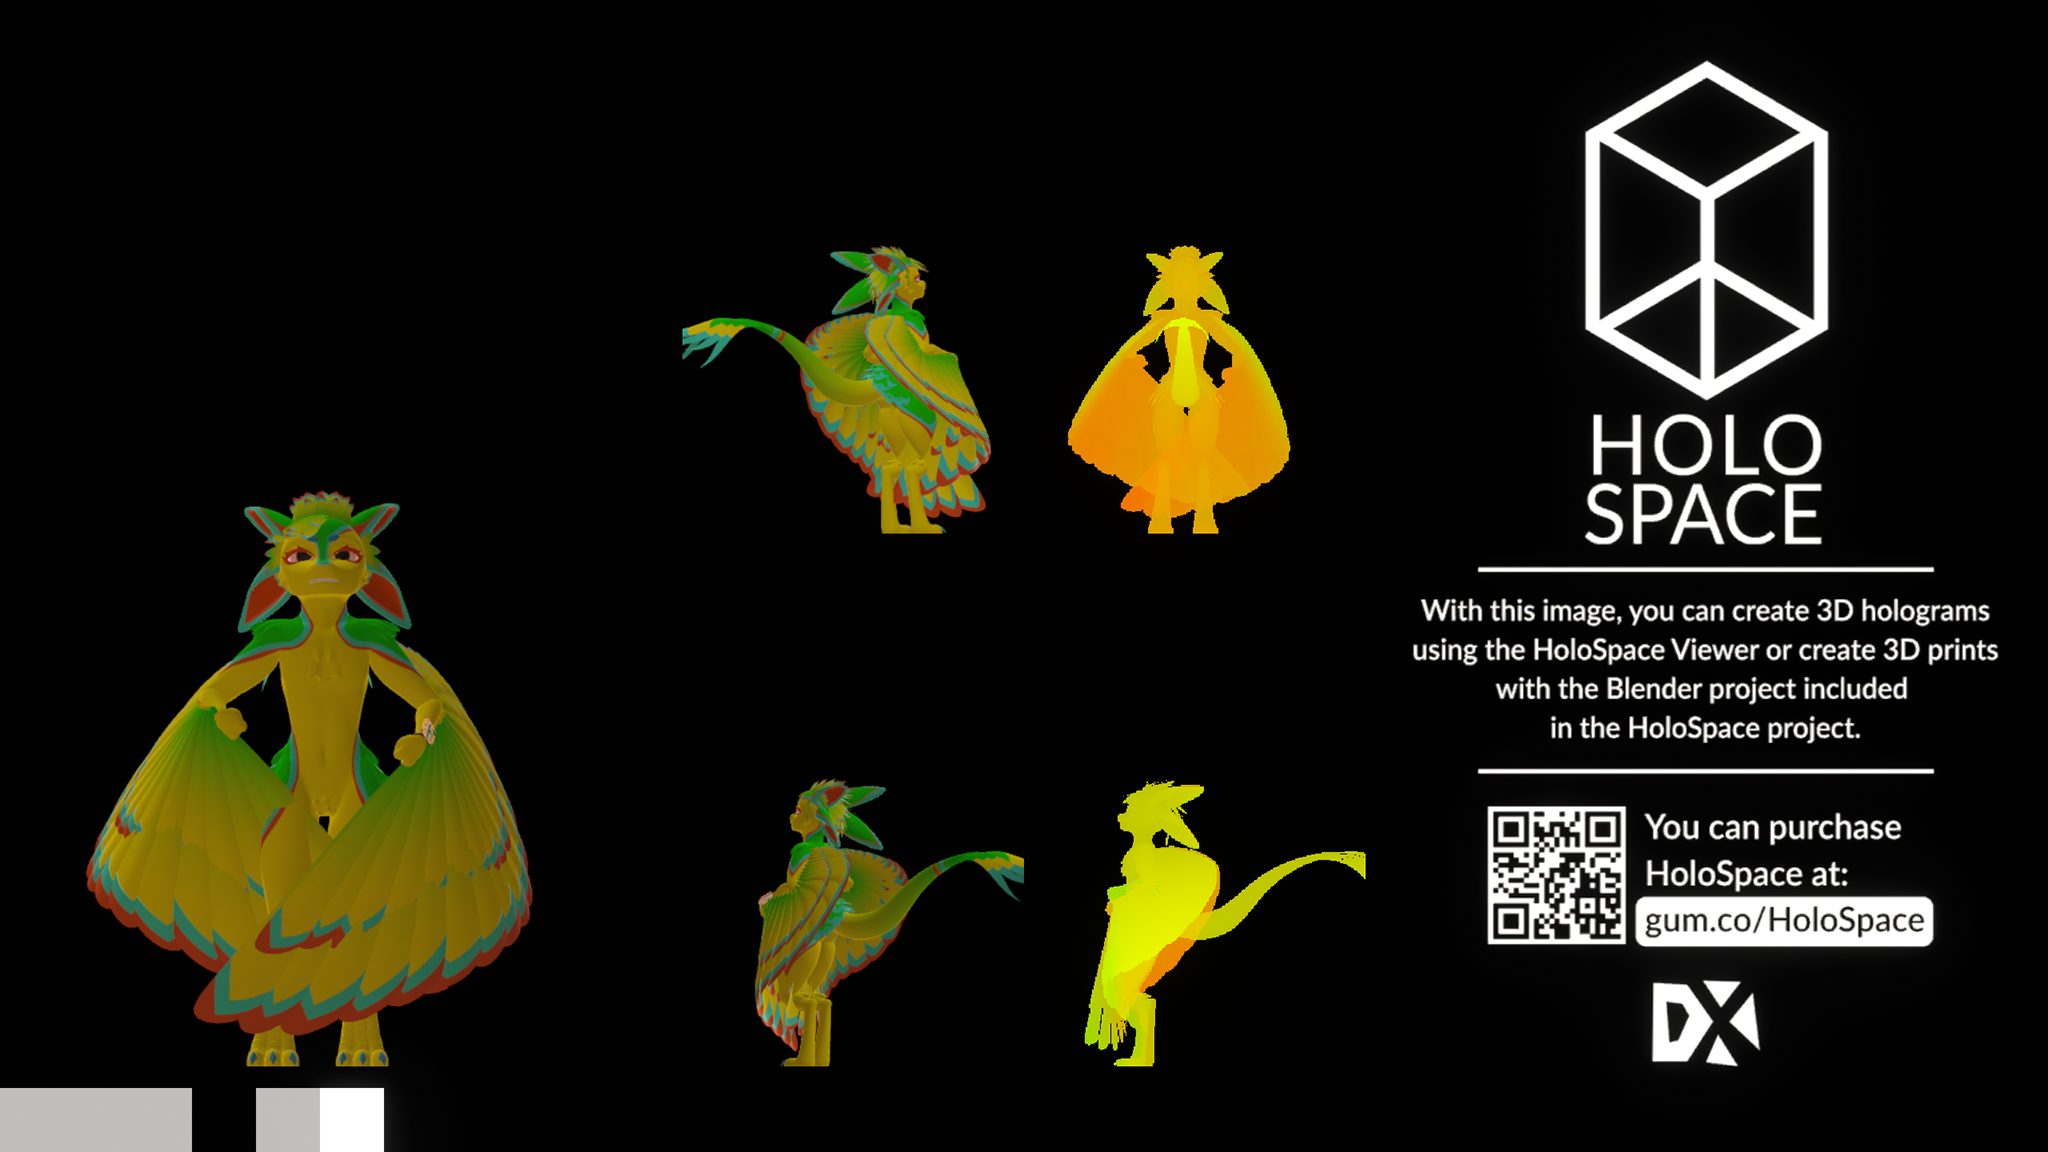 HOLO
SPACE
With this image, you can create 3D holograms
using the HoloSpace Viewer or create 3D prints
with the Blender project included
in the HoloSpace project.
You can purchase
HoloSpace at:
gum.co/HoloSpace
DX